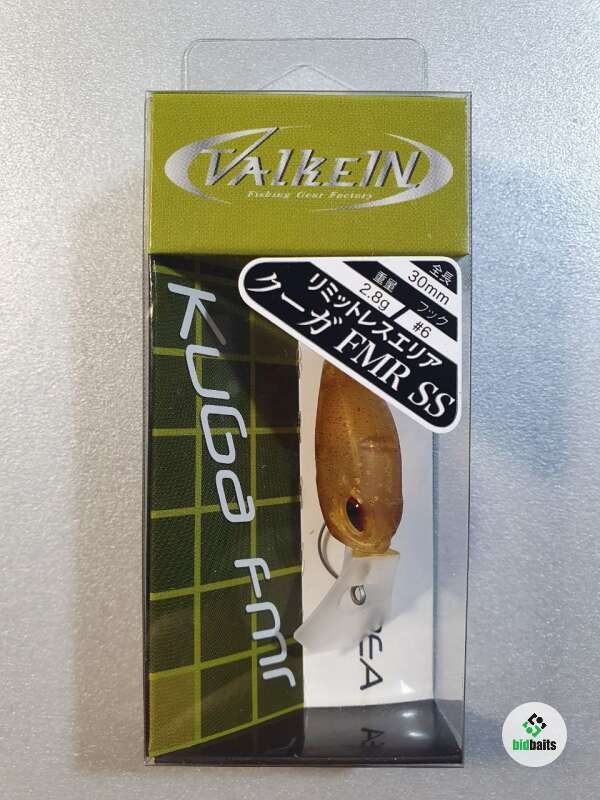 VALKEIN
Fishing Gear Factory
全長
30mm
重量
2.8g
フック
#6
リミットレスエリア
クーガ FMR SS
KUGA FMR
bidbaits